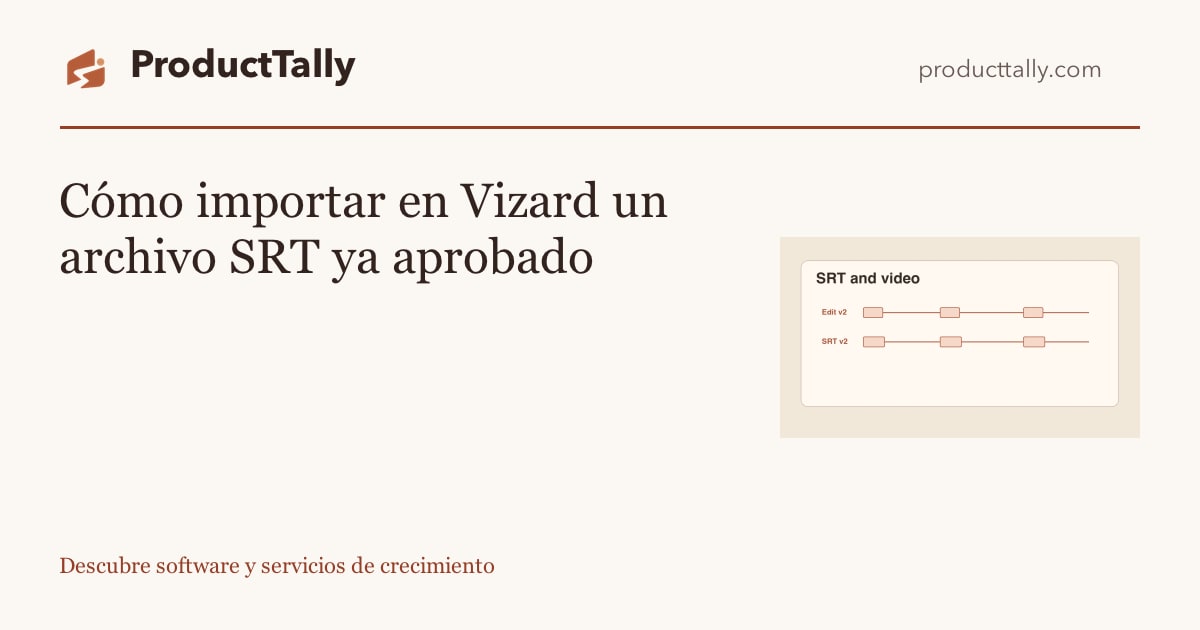 ProductTally
producttally.com
Cómo importar en Vizard un
archivo SRT ya aprobado
SRT and video
Edit v2
SRT v2
Descubre software y servicios de crecimiento